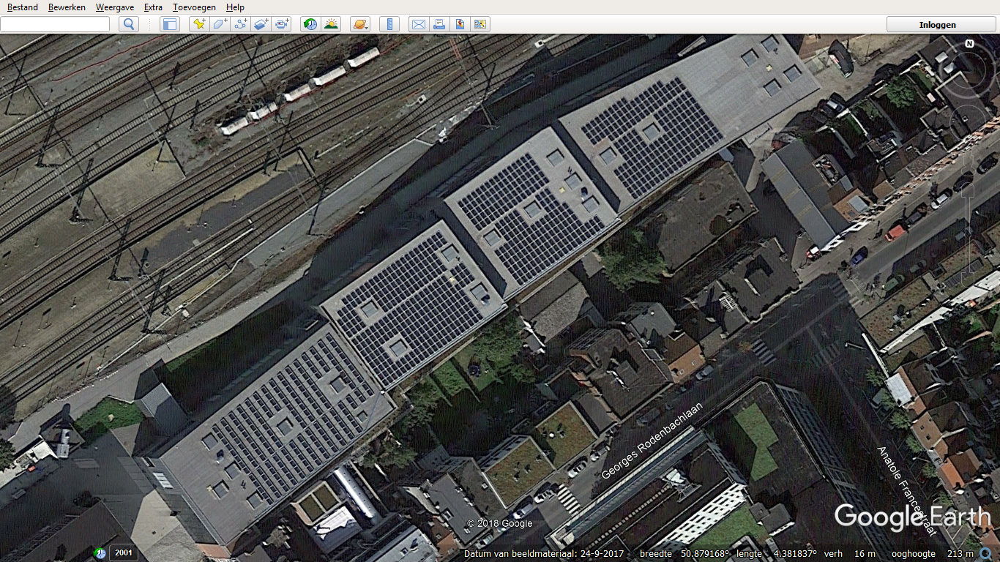 Bestand Bewerken Weergave Extra Toevoegen Help
Inloggen
N
Georges Rodenbachlaan
Anatole Francestraat
Google Earth
© 2018 Google
2001
Datum van beeldmateriaal: 24-9-2017 breedte 50.879168° lengte 4.381837° verh 16 m ooghoogte 213 m